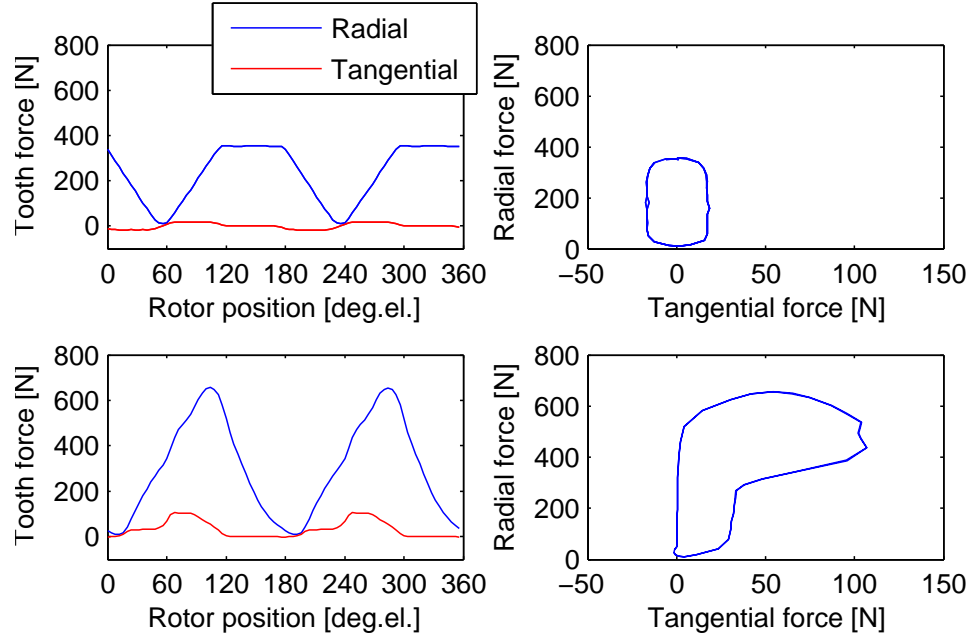 Radial
Tangential
Tooth force [N]
800
600
400
200
0
0 60 120 180 240 300 360
Rotor position [deg.el.]
Radial force [N]
800
600
400
200
0
−50 0 50 100 150
Tangential force [N]
Tooth force [N]
800
600
400
200
0
0 60 120 180 240 300 360
Rotor position [deg.el.]
Radial force [N]
800
600
400
200
0
−50 0 50 100 150
Tangential force [N]